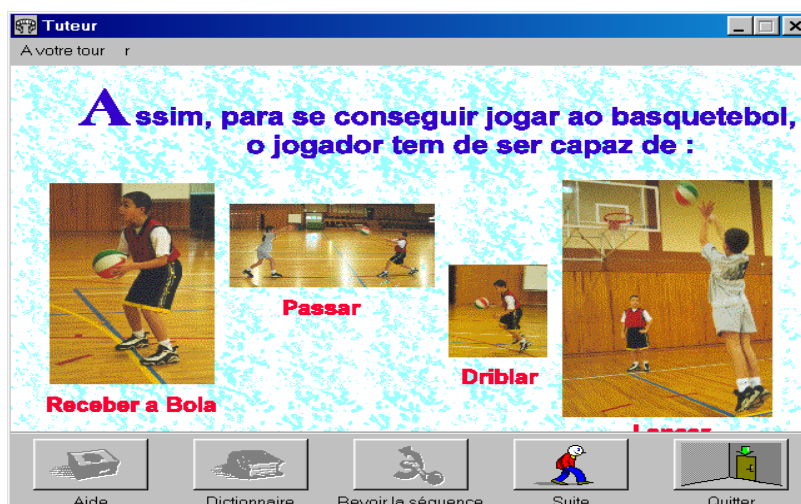 Tuteur
A votre tour r
Assim, para se conseguir jogar ao basquetebol,
o jogador tem de ser capaz de :
Passar
Driblar
Receber a Bola
Lançar
Aide
Dictionnaire
Revoir la séquence
Suite
Quitter